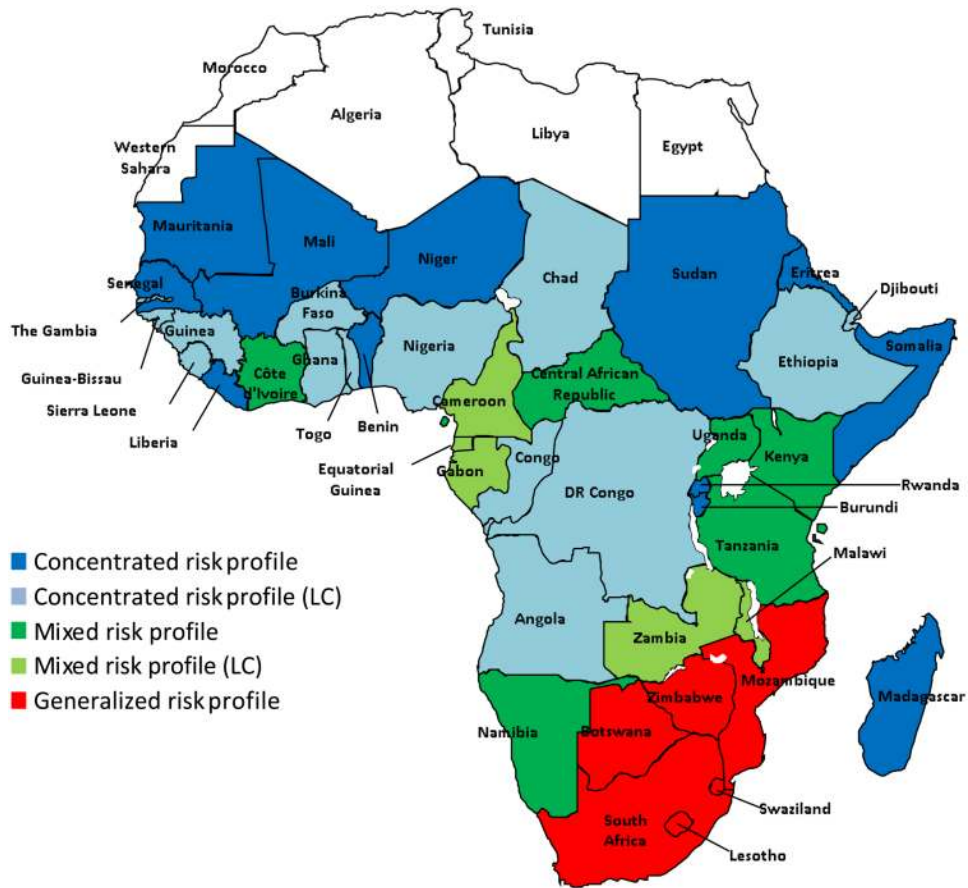 Tunisia
Morocco
Algeria
Libya
Egypt
Western
Sahara
Mauritania
Mali
Niger
Chad
Sudan
Eritrea
Djibouti
Senegal
The Gambia
Guinea-Bissau
Guinea
Sierra Leone
Liberia
Côte
d'Ivoire
Burkina
Faso
Ghana
Togo
Benin
Nigeria
Cameroon
Central African
Republic
Ethiopia
Somalia
Equatorial
Guinea
Gabon
Congo
DR Congo
Uganda
Kenya
Rwanda
Burundi
Tanzania
Malawi
Angola
Zambia
Mozambique
Zimbabwe
Namibia
Botswana
Madagascar
Swaziland
South
Africa
Lesotho
Concentrated risk profile
Concentrated risk profile (LC)
Mixed risk profile
Mixed risk profile (LC)
Generalized risk profile